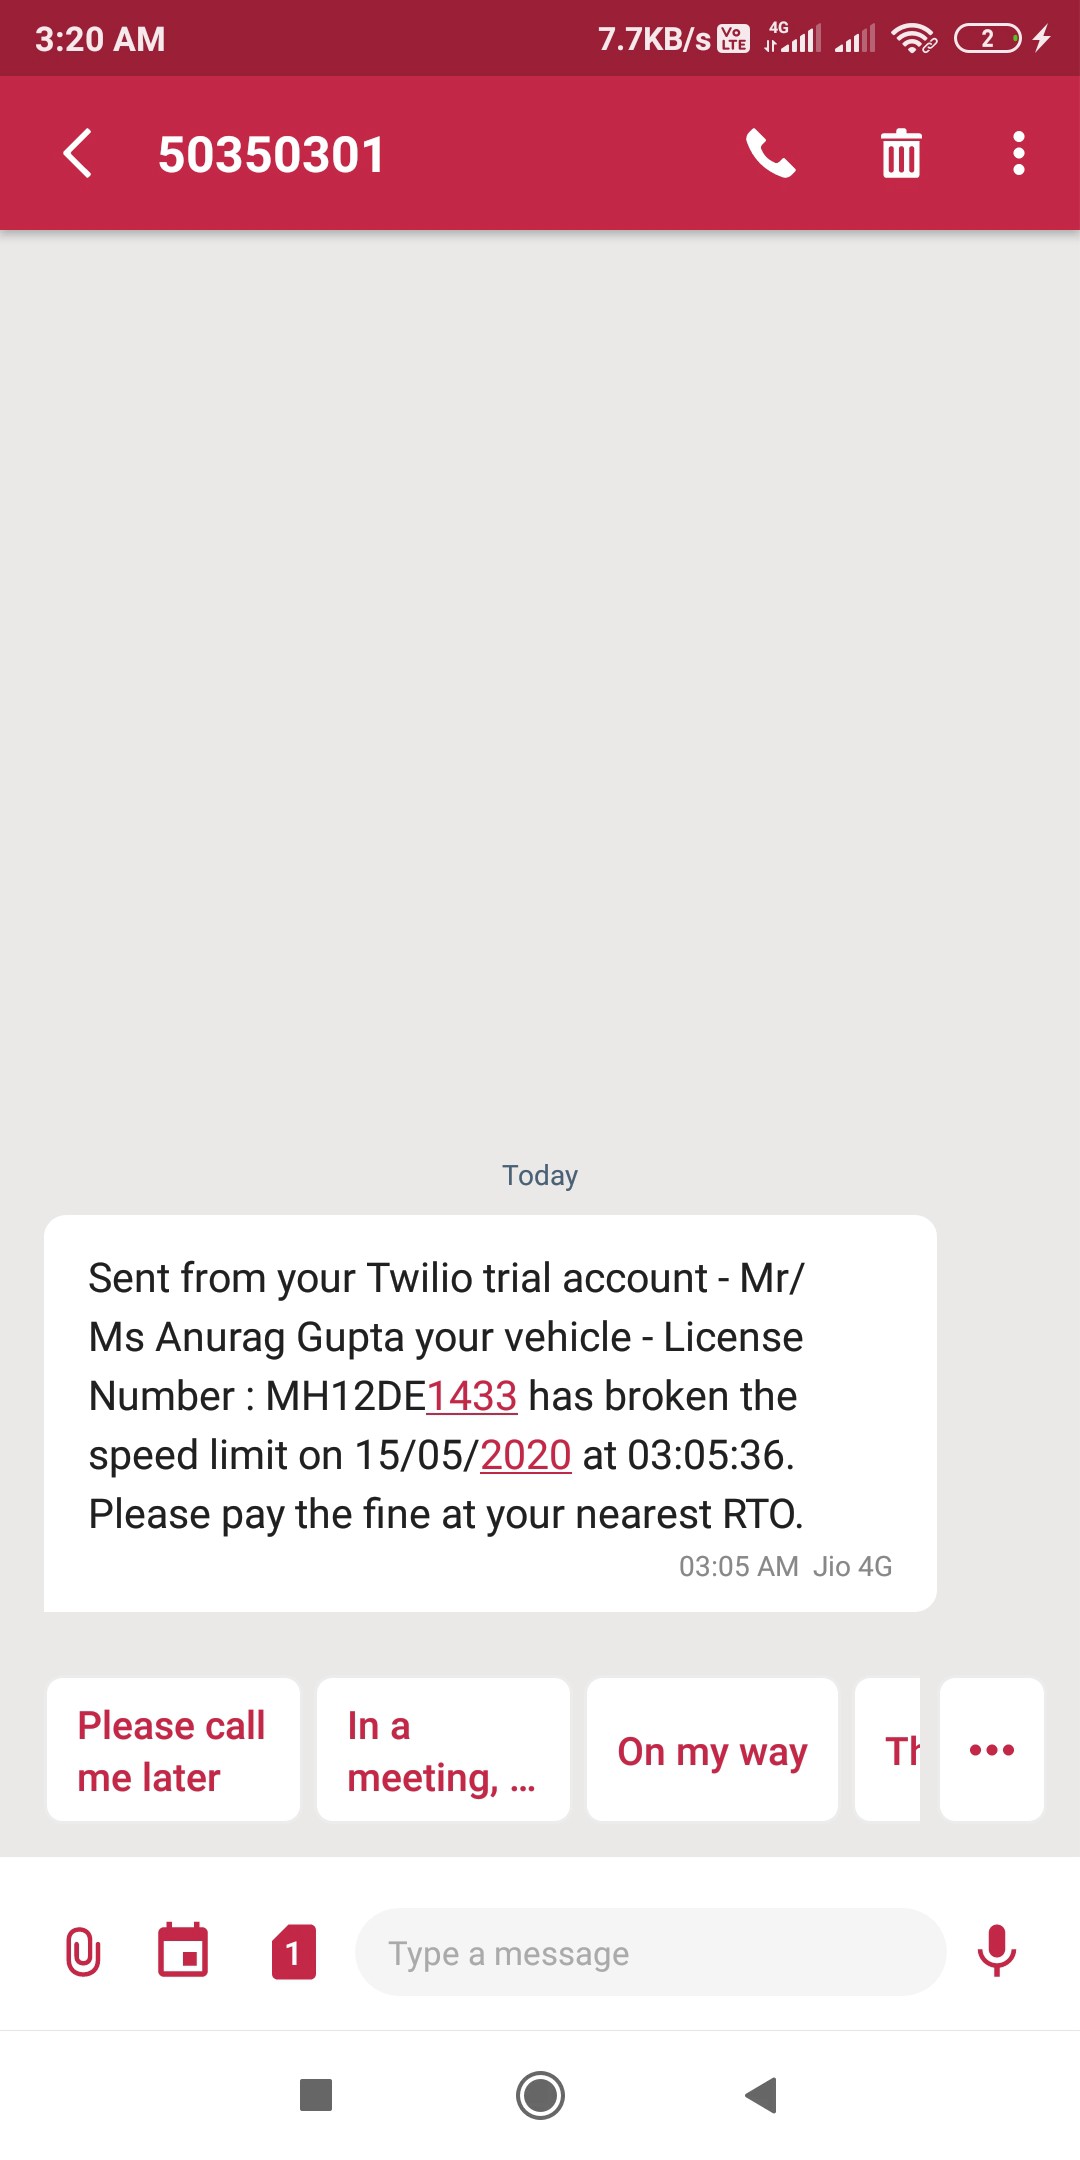 3:20 AM
7.7KB/s
Vo
LTE
4G
2
50350301
Today
Sent from your Twilio trial account - Mr/
Ms Anurag Gupta your vehicle - License
Number : MH12DE1433 has broken the
speed limit on 15/05/2020 at 03:05:36.
Please pay the fine at your nearest RTO.
03:05 AM Jio 4G
Please call
me later
In a
meeting, ...
On my way
Th
1
Type a message